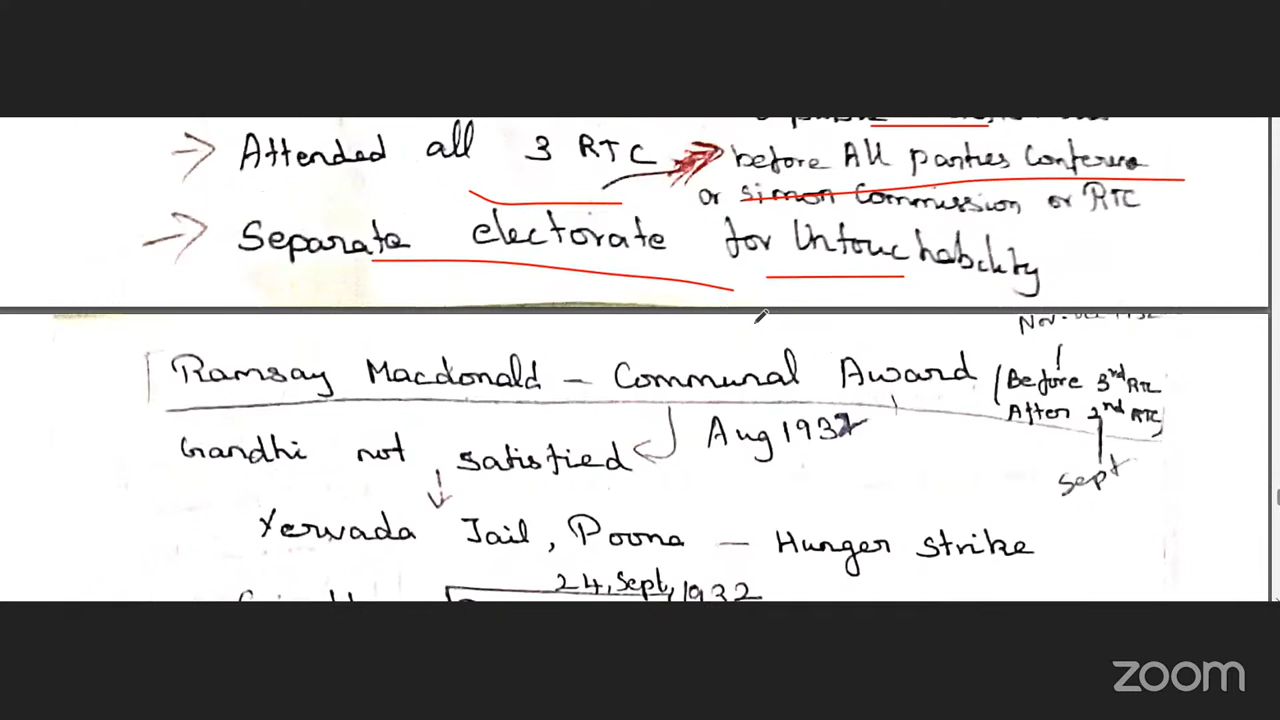 → Attended all 3 RTC → before All parties Conference
or Simon Commission or RTC
→ Separate electorate for Untouchability
Ramsay Macdonald – Communal Award (Before 3rd RTC
After 2nd RTC)
Aug 1932
Sept
Gandhi not satisfied
Yerwada Jail, Poona – Hunger strike
24, Sept, 1932
zoom